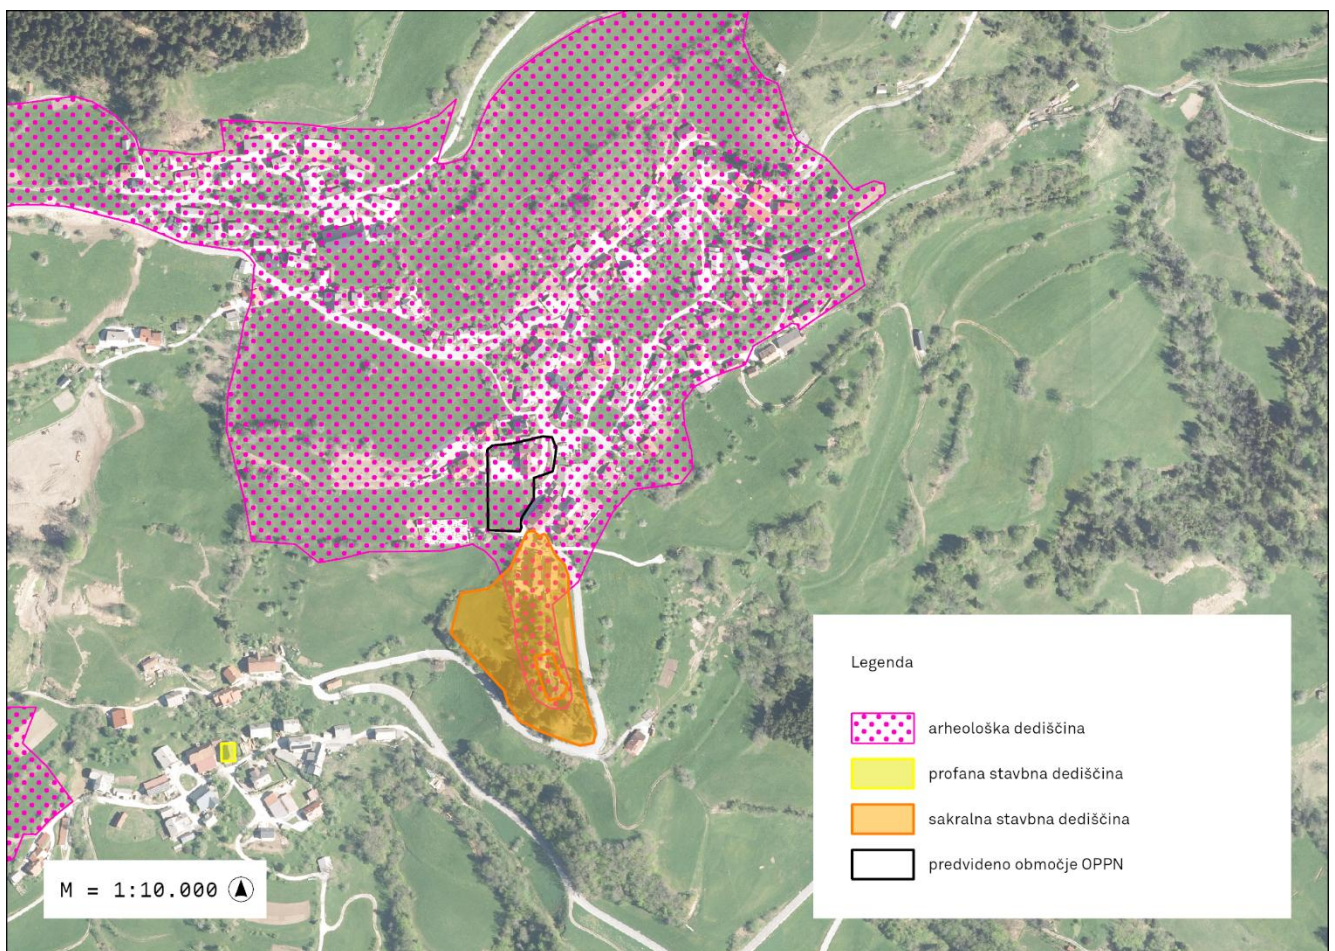 Legenda
arheološka dediščina
profana stavbna dediščina
sakralna stavbna dediščina
predvideno območje OPPN
M = 1:10.000